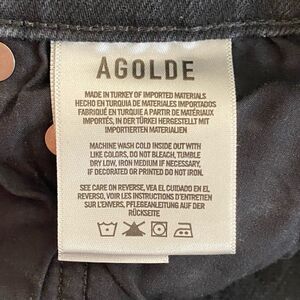 AGOLDE
MADE IN TURKEY OF IMPORTED MATERIALS
HECHO EN TURQUIA DE MATERIALES IMPORTADOS
FABRIQUÉ EN TURQUIE A PARTIR DE MATÉRIAUX
IMPORTÉS, IN DER TÜRKEI HERGESTELLT MIT
IMPORTIERTEN MATERIALIEN
MACHINE WASH COLD INSIDE OUT WITH
LIKE COLORS, DO NOT BLEACH, TUMBLE
DRY LOW, IRON MEDIUM IF NECESSARY.
IF DECORATED OR PRINTED DO NOT IRON.
SEE CARE ON REVERSE, VEA EL CUIDADO EN EL
REVERSO, VOIR LES INSTRUCTIONS D'ENTRETIEN
SUR L'ENVERS, PFLEGEANLEITUNG AUF DER
RÜCKSEITE